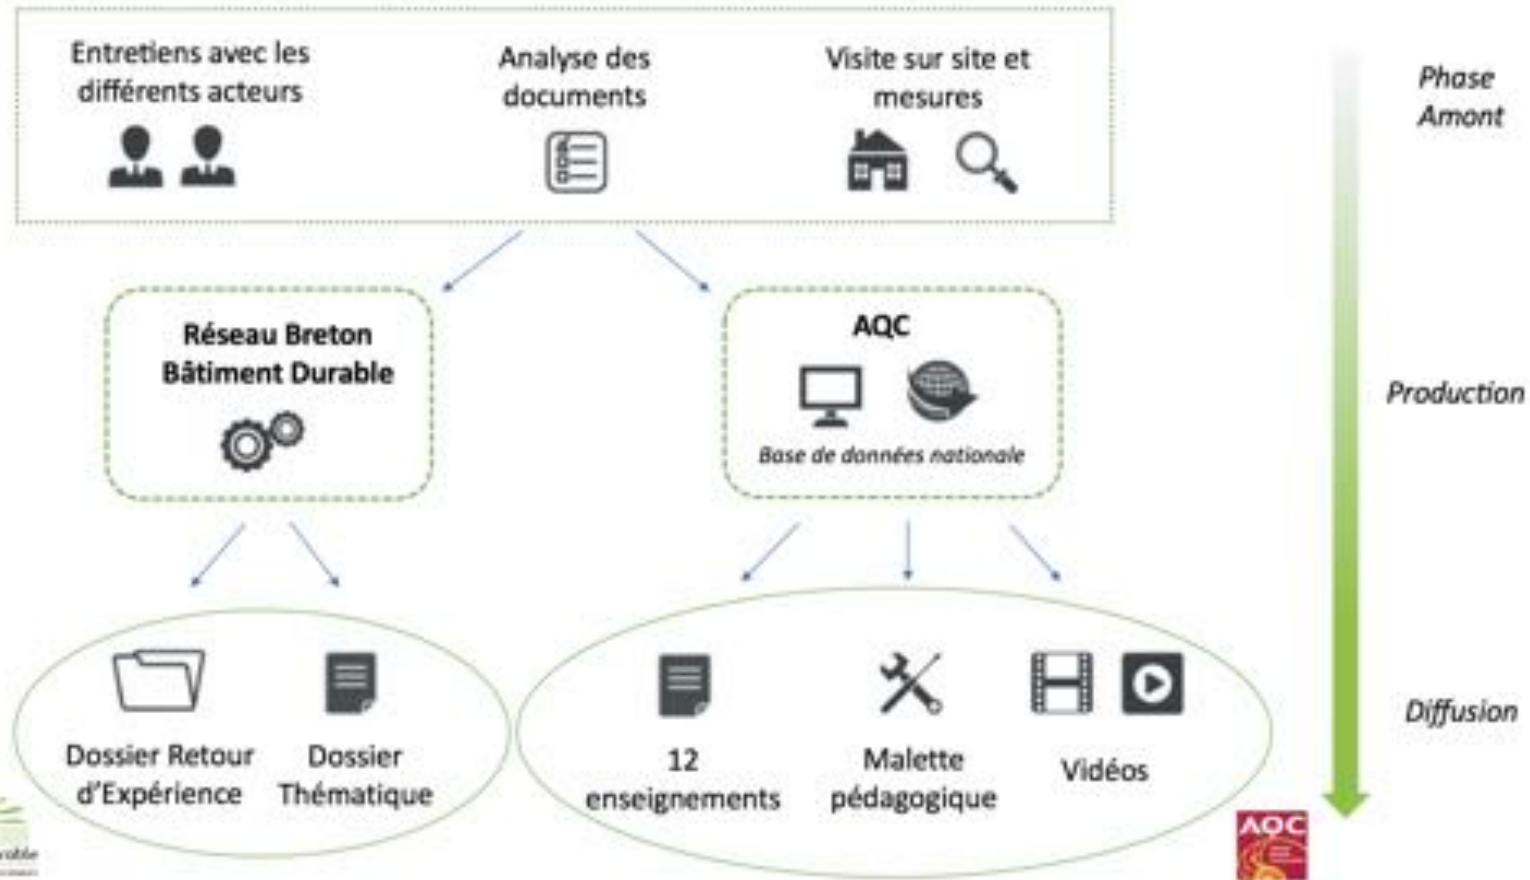 Entretiens avec les
différents acteurs
Analyse des
documents
Visite sur site et
mesures
Phase
Amont
Réseau Breton
Bâtiment Durable
AQC
Base de données nationale
Production
Dossier Retour
d'Expérience
Dossier
Thématique
12
enseignements
Malette
pédagogique
Vidéos
Diffusion
AQC